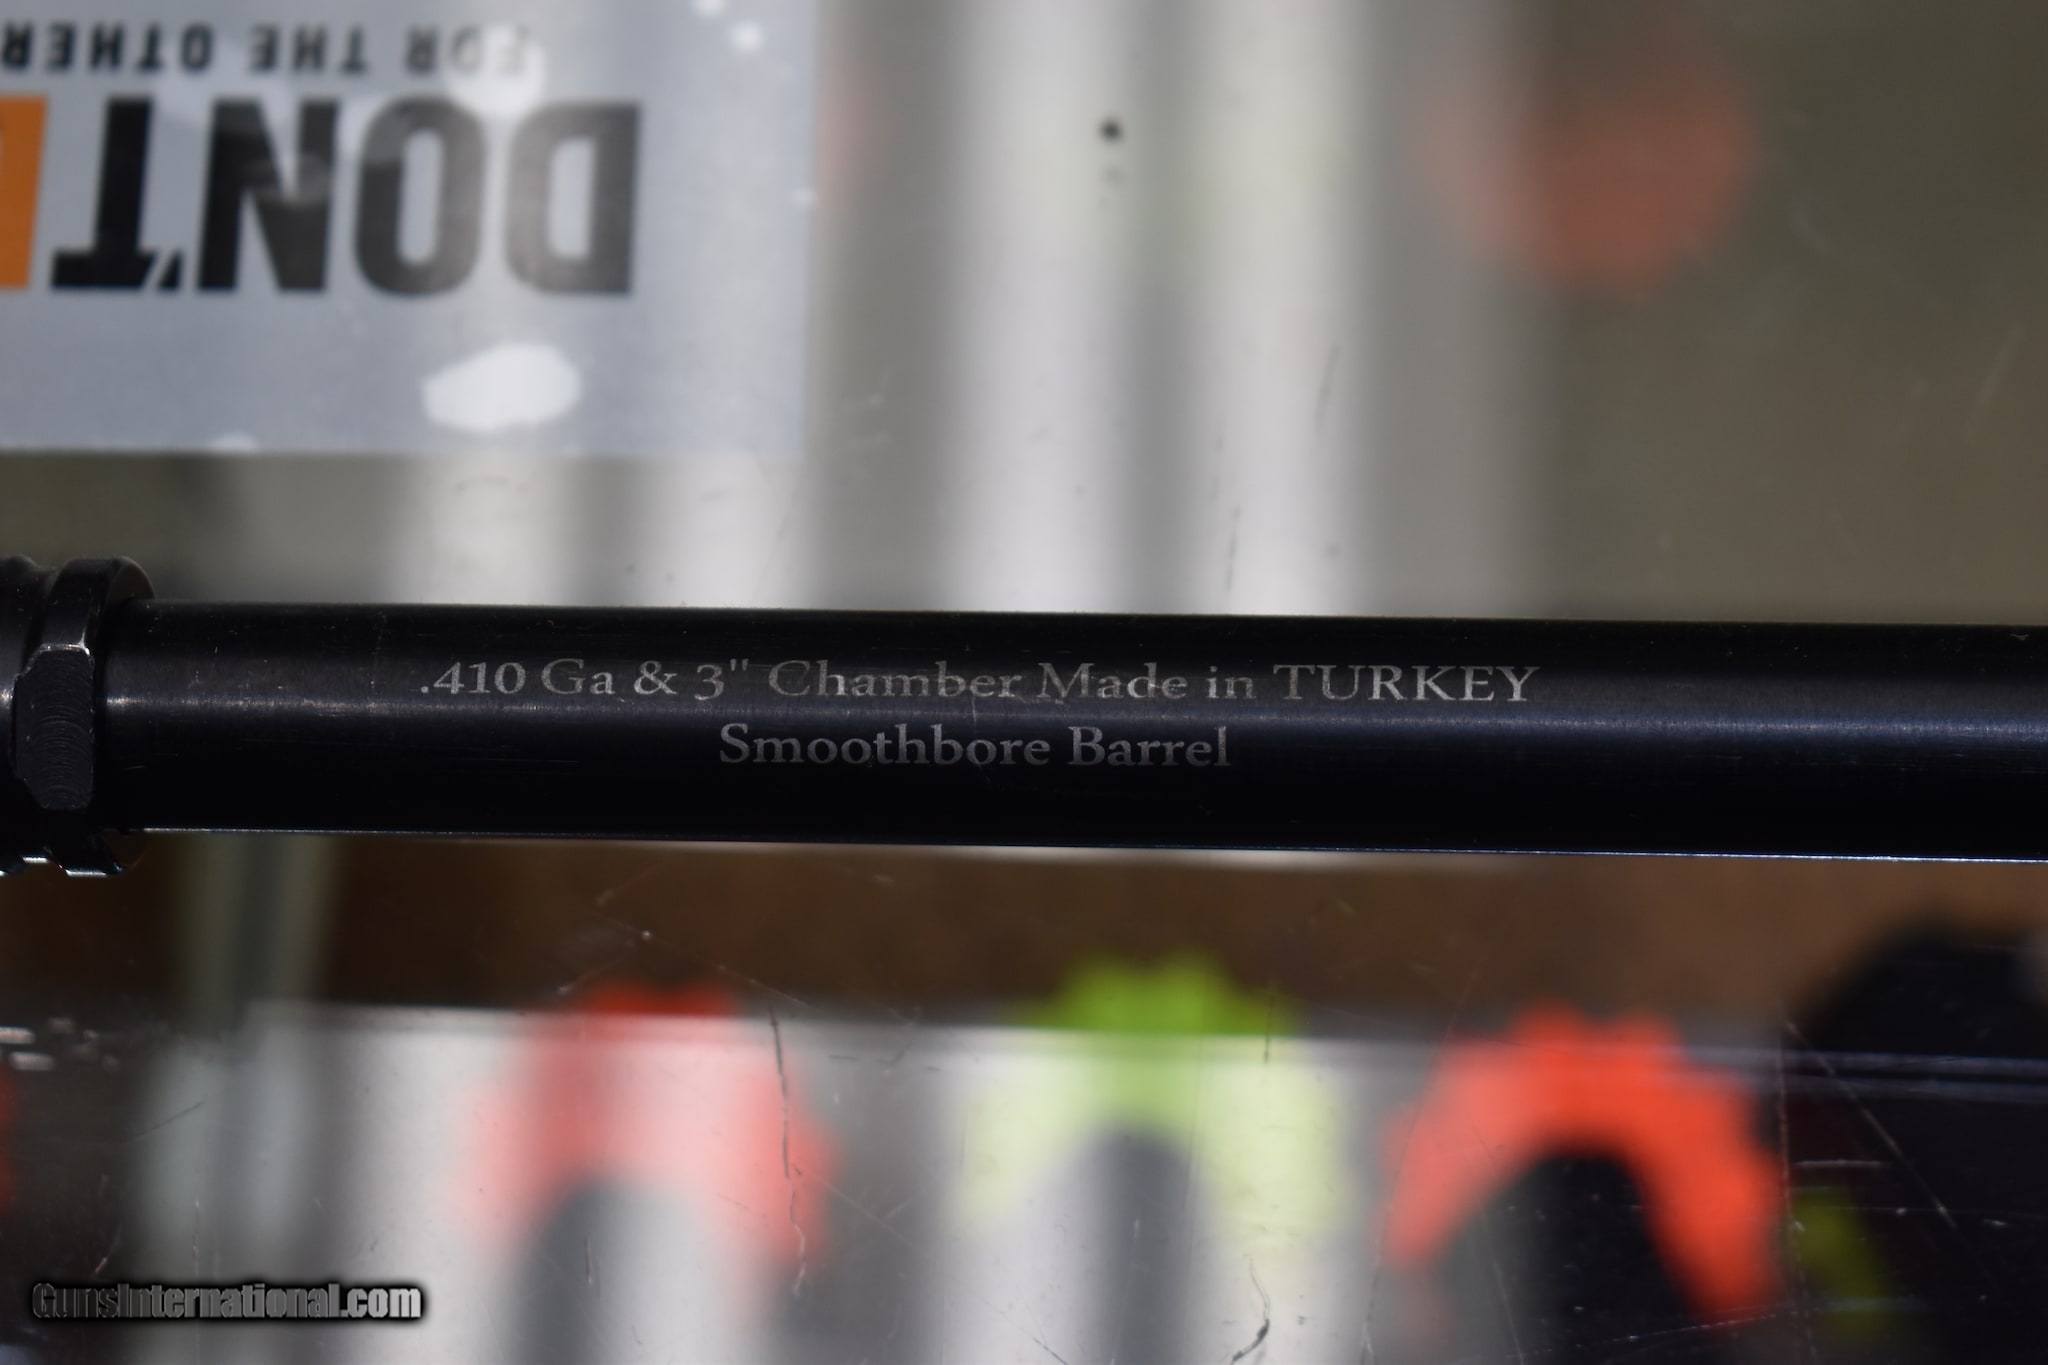 FOR THE OTHER
DON'T
.410 Ga & 3" Chamber Made in TURKEY
Smoothbore Barrel
GunsInternational.com